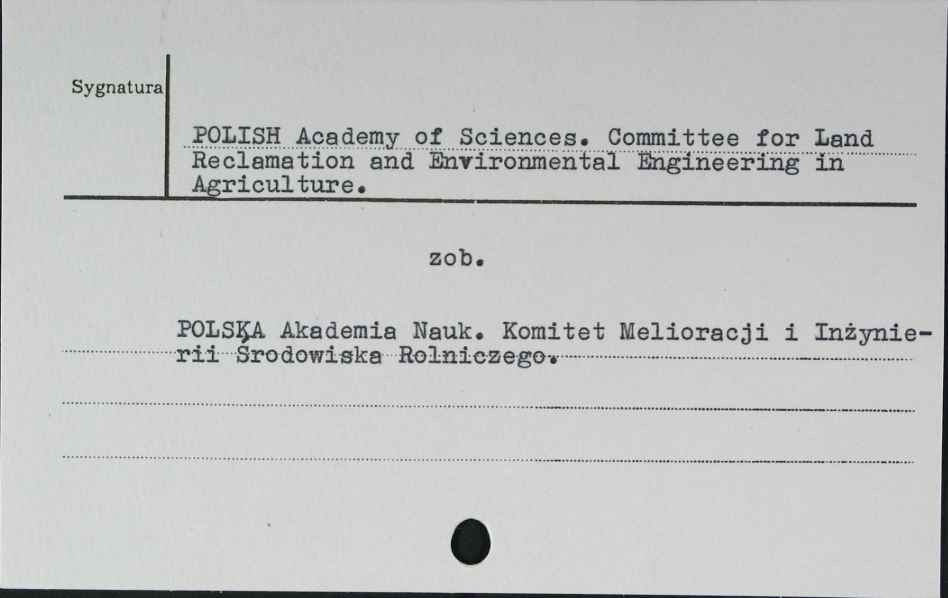 Sygnatura
POLISH Academy of Sciences. Committee for Land
Reclamation and Environmental Engineering in
Agriculture.
zob.
POLSKA Akademia Nauk. Komitet Melioracji i Inżynie-
rii Srodowiska Rolniczego.